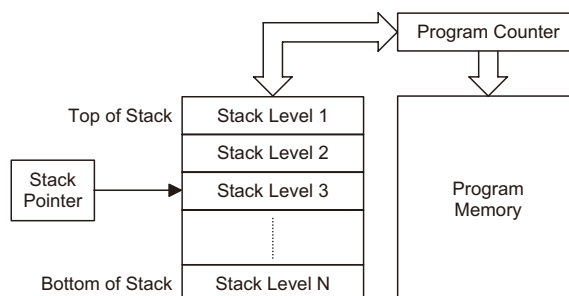 Program Counter
Top of Stack
Stack Level 1
Stack Level 2
Stack
Pointer
Stack Level 3
Program
Memory
Bottom of Stack
Stack Level N